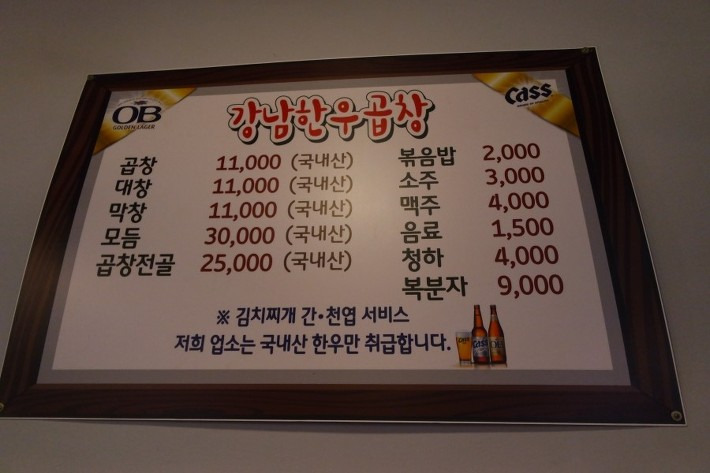 OB
GOLDEN LAGER
강남한우곱창
Cass
곱창 11,000 (국내산)
대창 11,000 (국내산)
막창 11,000 (국내산)
모듬 30,000 (국내산)
곱창전골 25,000 (국내산)
볶음밥 2,000
소주 3,000
맥주 4,000
음료 1,500
청하 4,000
복분자 9,000
※ 김치찌개 간·천엽 서비스
저희 업소는 국내산 한우만 취급합니다.
Cass
OB